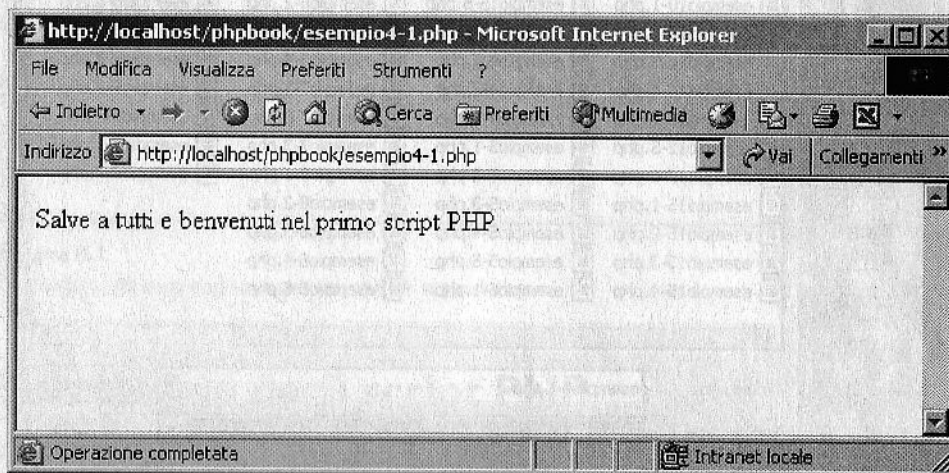 http://localhost/phpbook/esempio4-1.php - Microsoft Internet Explorer
File Modifica Visualizza Preferiti Strumenti ?
Indietro Cerca Preferiti Multimedia
Indirizzo http://localhost/phpbook/esempio4-1.php Vai Collegamenti »
Salve a tutti e benvenuti nel primo script PHP
Operazione completata Intranet locale